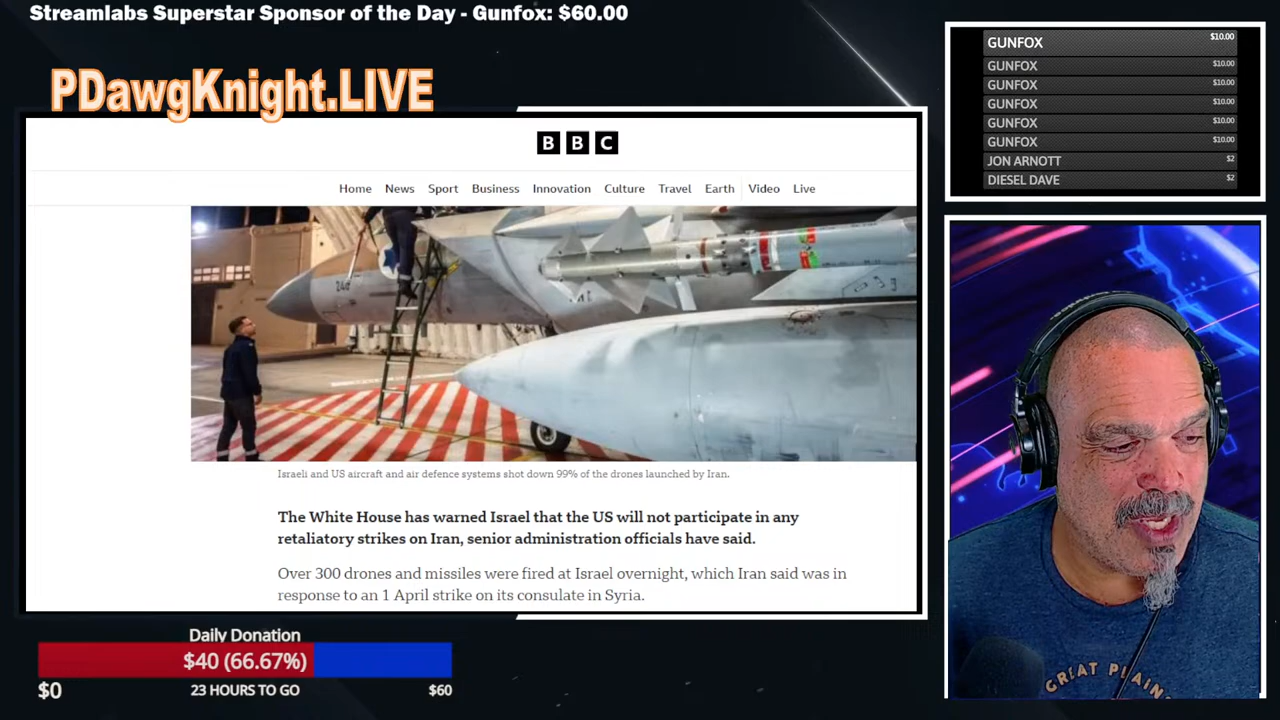 Streamlabs Superstar Sponsor of the Day - Gunfox: $60.00
PDawgKnight.LIVE
GUNFOX $10.00
GUNFOX $10.00
GUNFOX $10.00
GUNFOX $10.00
GUNFOX $10.00
GUNFOX $10.00
JON ARNOTT $2
DIESEL DAVE $2
BBC
Home News Sport Business Innovation Culture Travel Earth Video Live
Israeli and US aircraft and air defence systems shot down 99% of the drones launched by Iran.
The White House has warned Israel that the US will not participate in any
retaliatory strikes on Iran, senior administration officials have said.
Over 300 drones and missiles were fired at Israel overnight, which Iran said was in
response to an 1 April strike on its consulate in Syria.
GREAT PLAINS
Daily Donation
$40 (66.67%)
$0 23 HOURS TO GO $60